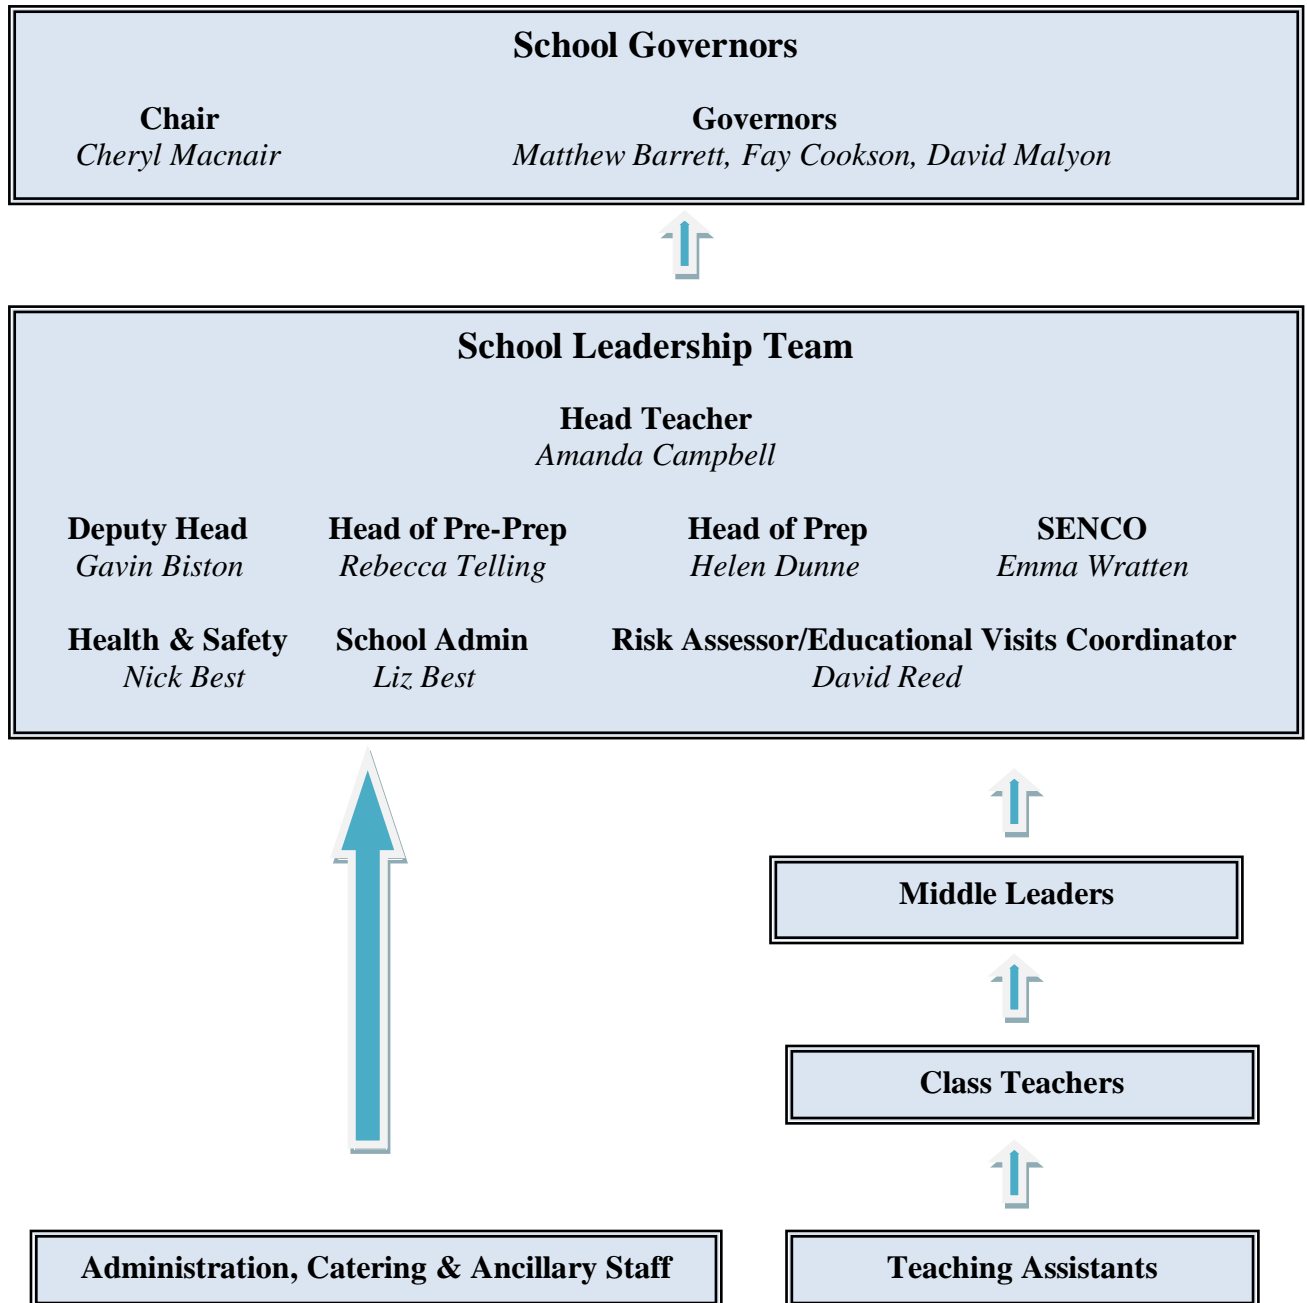 School Governors
Chair Governors
Cheryl Macnair Matthew Barrett, Fay Cookson, David Malyon
School Leadership Team
Head Teacher
Amanda Campbell
Deputy Head Head of Pre-Prep Head of Prep SENCO
Gavin Biston Rebecca Telling Helen Dunne Emma Wratten
Health & Safety School Admin Risk Assessor/Educational Visits Coordinator
Nick Best Liz Best David Reed
Middle Leaders
Class Teachers
Administration, Catering & Ancillary Staff Teaching Assistants